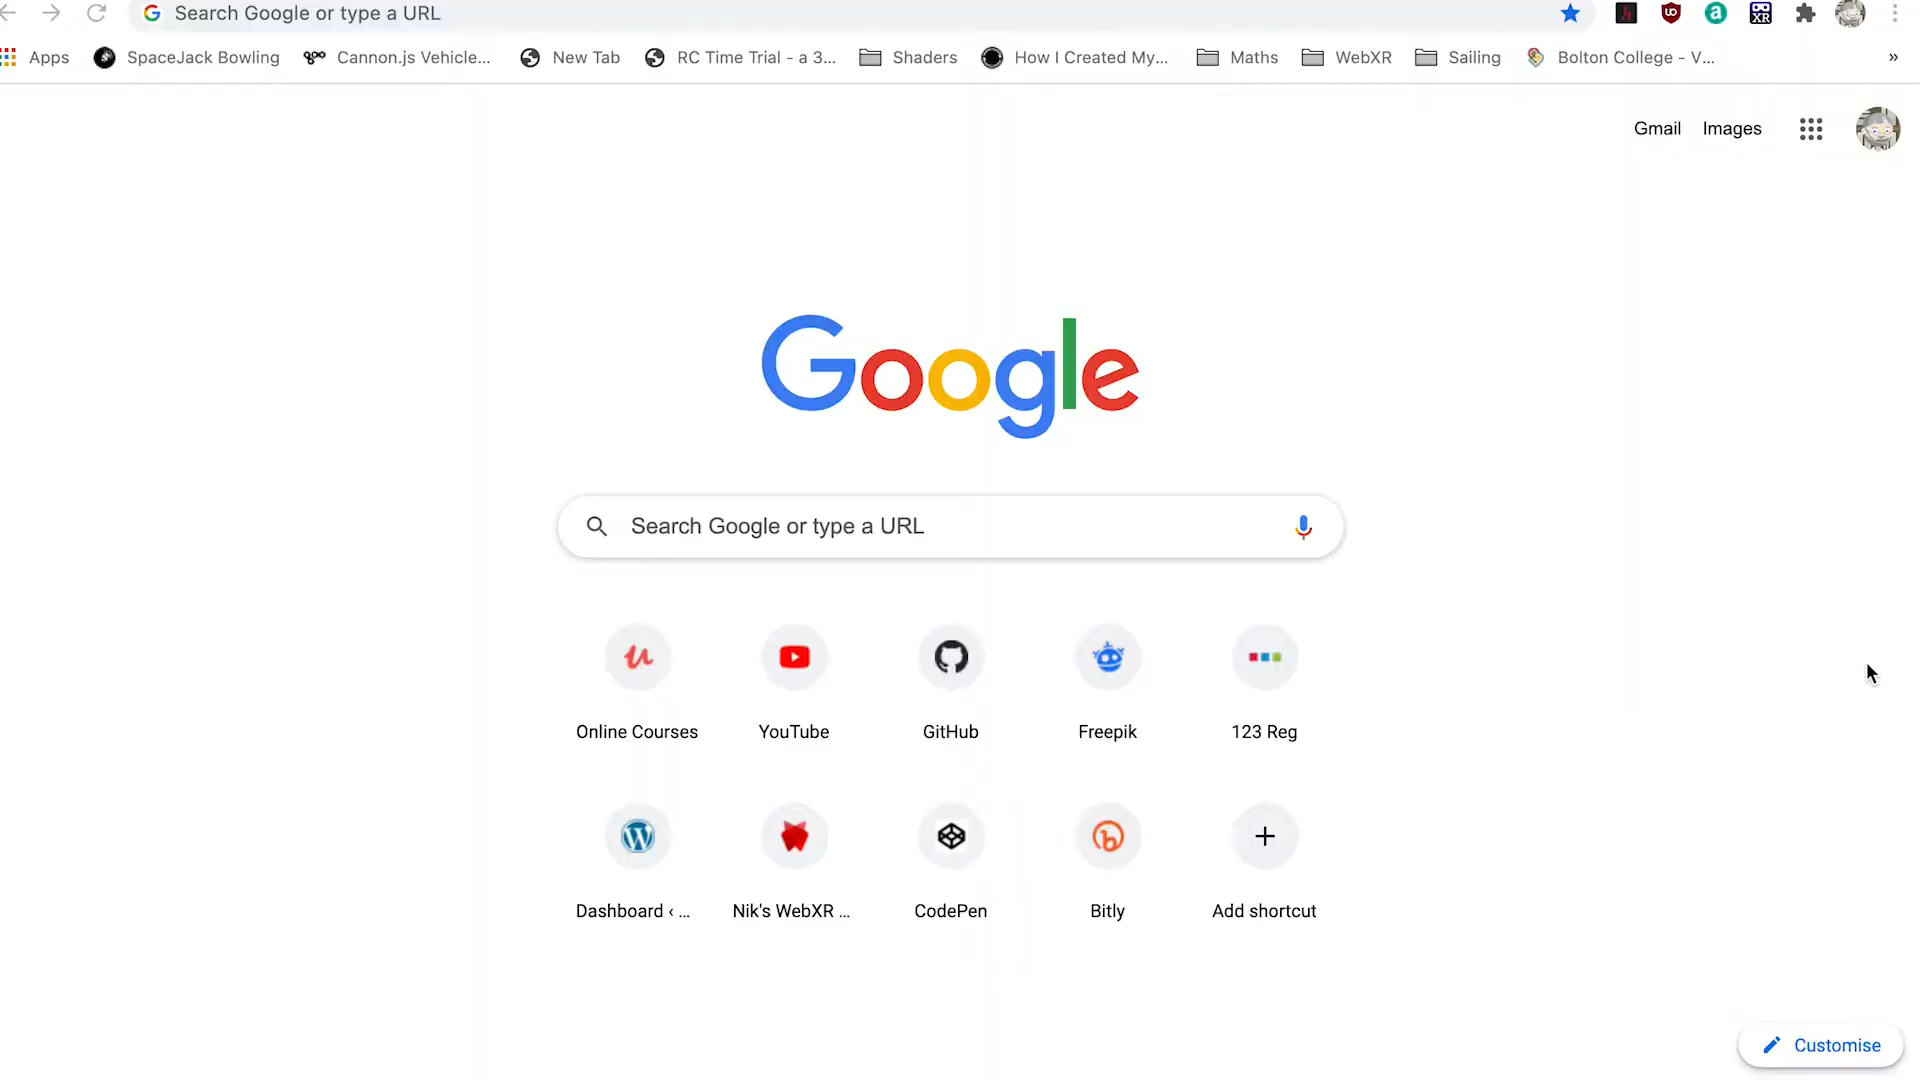 Search Google or type a URL
Apps SpaceJack Bowling Cannon.js Vehicle... New Tab RC Time Trial - a 3... Shaders How I Created My... Maths WebXR Sailing Bolton College - V... »
Gmail Images
Google
Search Google or type a URL
Online Courses YouTube GitHub Freepik 123 Reg
Dashboard ‹ ... Nik's WebXR ... CodePen Bitly Add shortcut
Customise